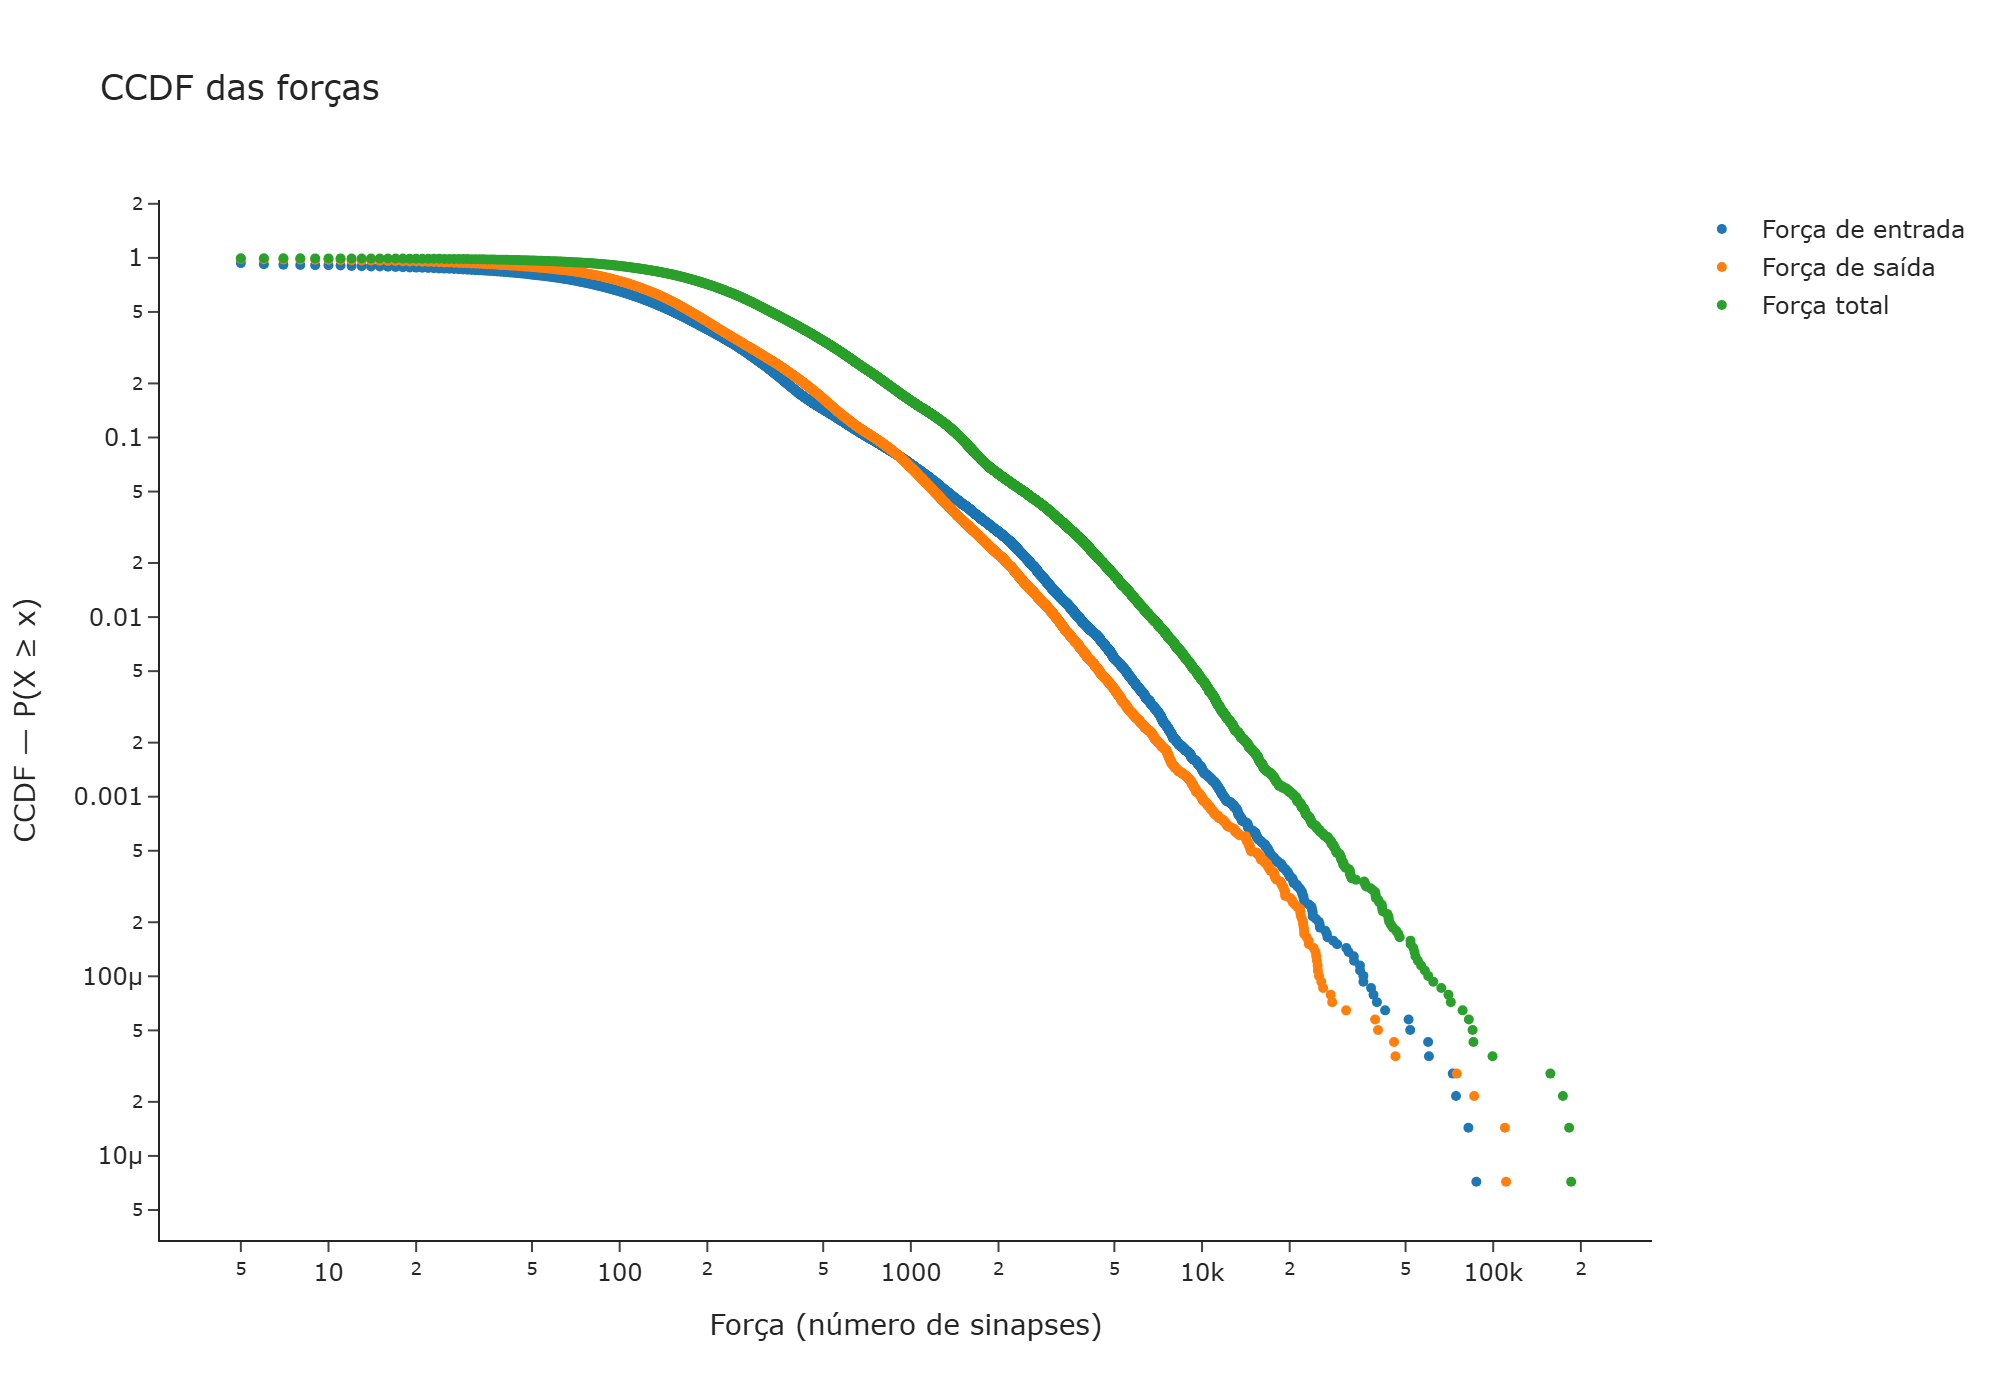 CCDF das forças
Força de entrada
Força de saída
Força total
CCDF — P(X ≥ x)
2
1
5
2
0.1
5
2
0.01
5
2
0.001
5
2
100μ
5
2
10μ
5
5
10
2
5
100
2
5
1000
2
5
10k
2
5
100k
2
Força (número de sinapses)